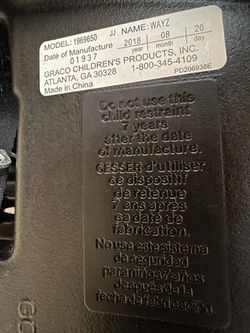 MODEL: 1969650 JJ NAME: WAYZ
Date of Manufacture 2018 08 20
01937 year month day
GRACO CHILDREN'S PRODUCTS, INC.
ATLANTA, GA 30328 1-800-345-4109
Made in China PD206938E
Do not use this
child restraint
7 years
after the date
of manufacture.
CESSER d'utiliser
ce dispositif
de retenue
7 ans après
sa date de
fabrication.
No use este sistema
de seguridad
para niños 7 años
después de la
fecha de fabricación.